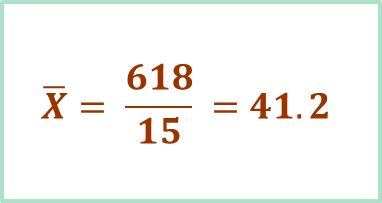 X̄ = 618/15 = 41.2